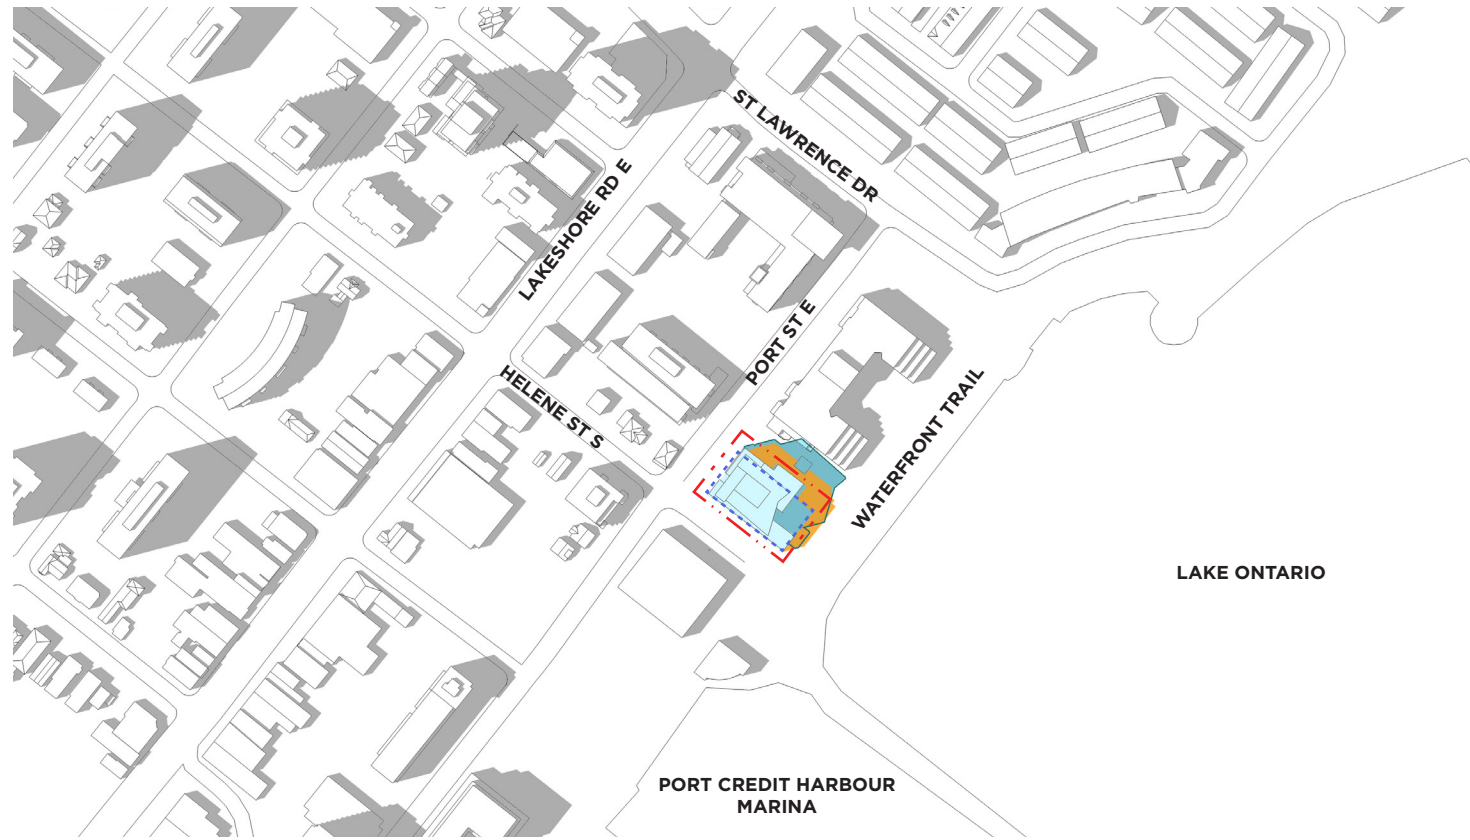 ST LAWRENCE DR
LAKESHORE RD E
PORT ST E
HELENE ST S
WATERFRONT TRAIL
LAKE ONTARIO
PORT CREDIT HARBOUR
MARINA